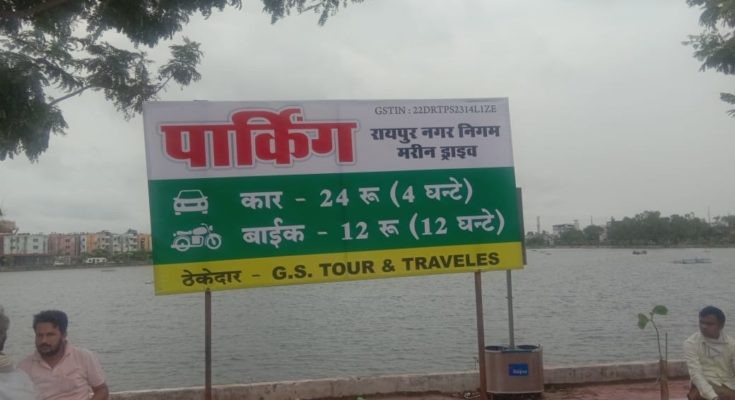 GSTIN : 22DRTPS2314L1ZE
पार्किंग
रायपुर नगर निगम
मरीन ड्राइव
कार - 24 रू (4 घन्टे)
बाईक - 12 रू (12 घन्टे)
ठेकेदार - G.S. TOUR & TRAVELES